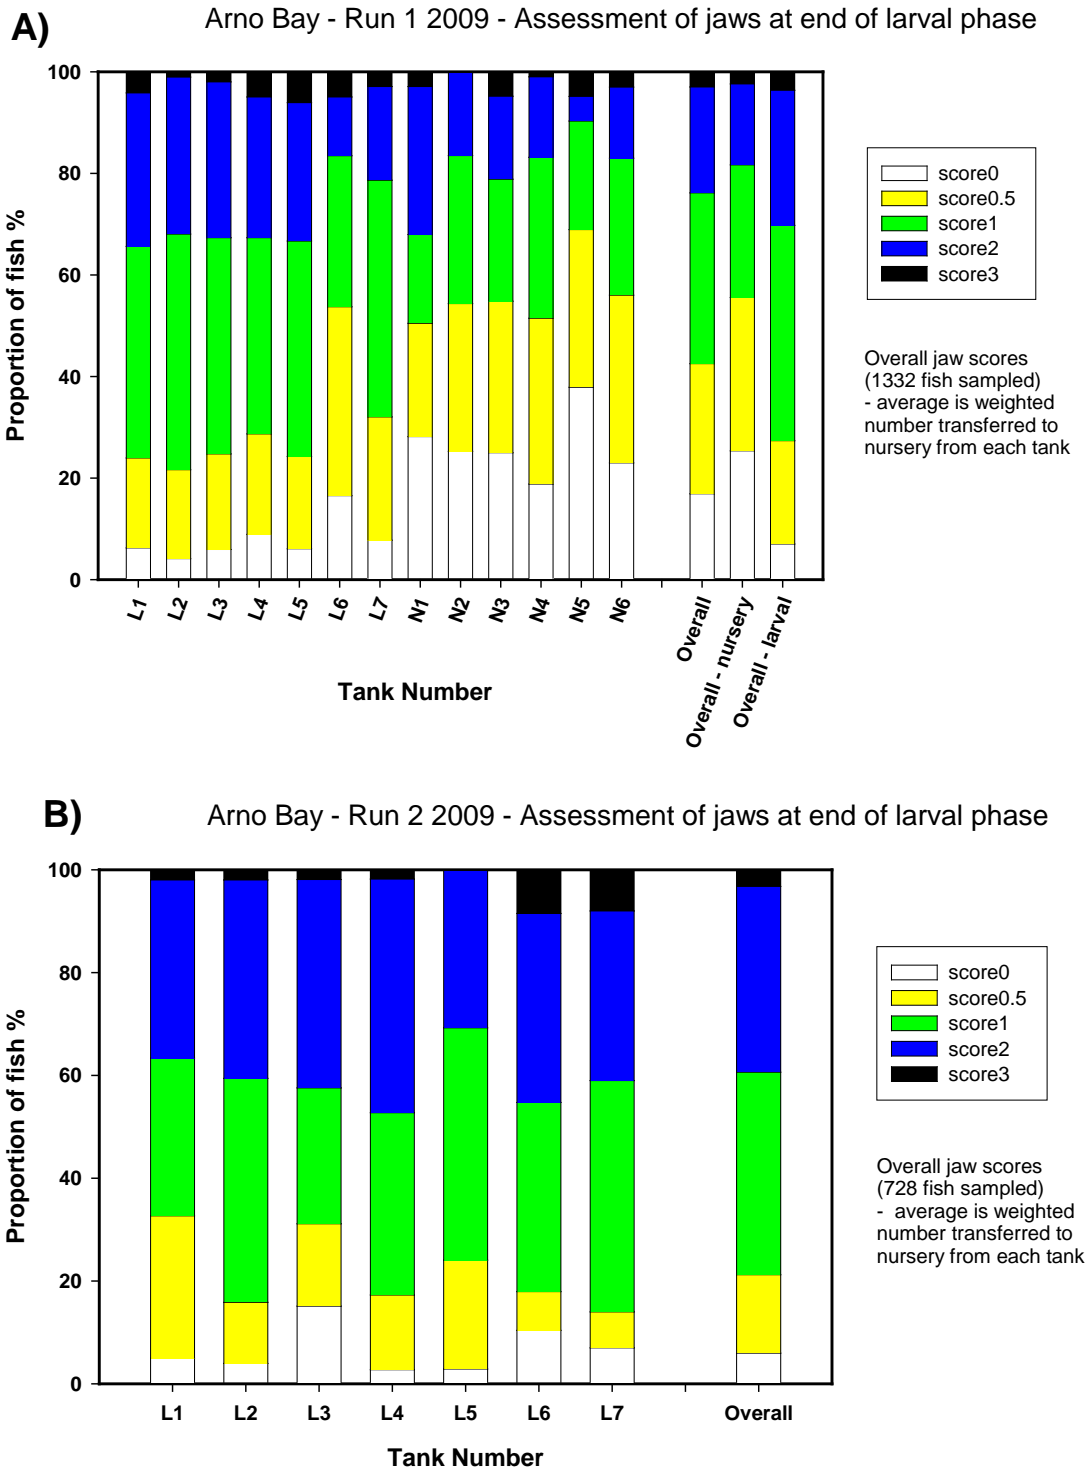 A)
Arno Bay - Run 1 2009 - Assessment of jaws at end of larval phase
Proportion of fish %
100
80
60
40
20
0
L1
L2
L3
L4
L5
L6
L7
N1
N2
N3
N4
N5
N6
Overall
Overall - nursery
Overall - larval
Tank Number
score0
score0.5
score1
score2
score3
Overall jaw scores
(1332 fish sampled)
- average is weighted
number transferred to
nursery from each tank
B)
Arno Bay - Run 2 2009 - Assessment of jaws at end of larval phase
Proportion of fish %
100
80
60
40
20
0
L1
L2
L3
L4
L5
L6
L7
Overall
Tank Number
score0
score0.5
score1
score2
score3
Overall jaw scores
(728 fish sampled)
-  average is weighted
number transferred to
nursery from each tank